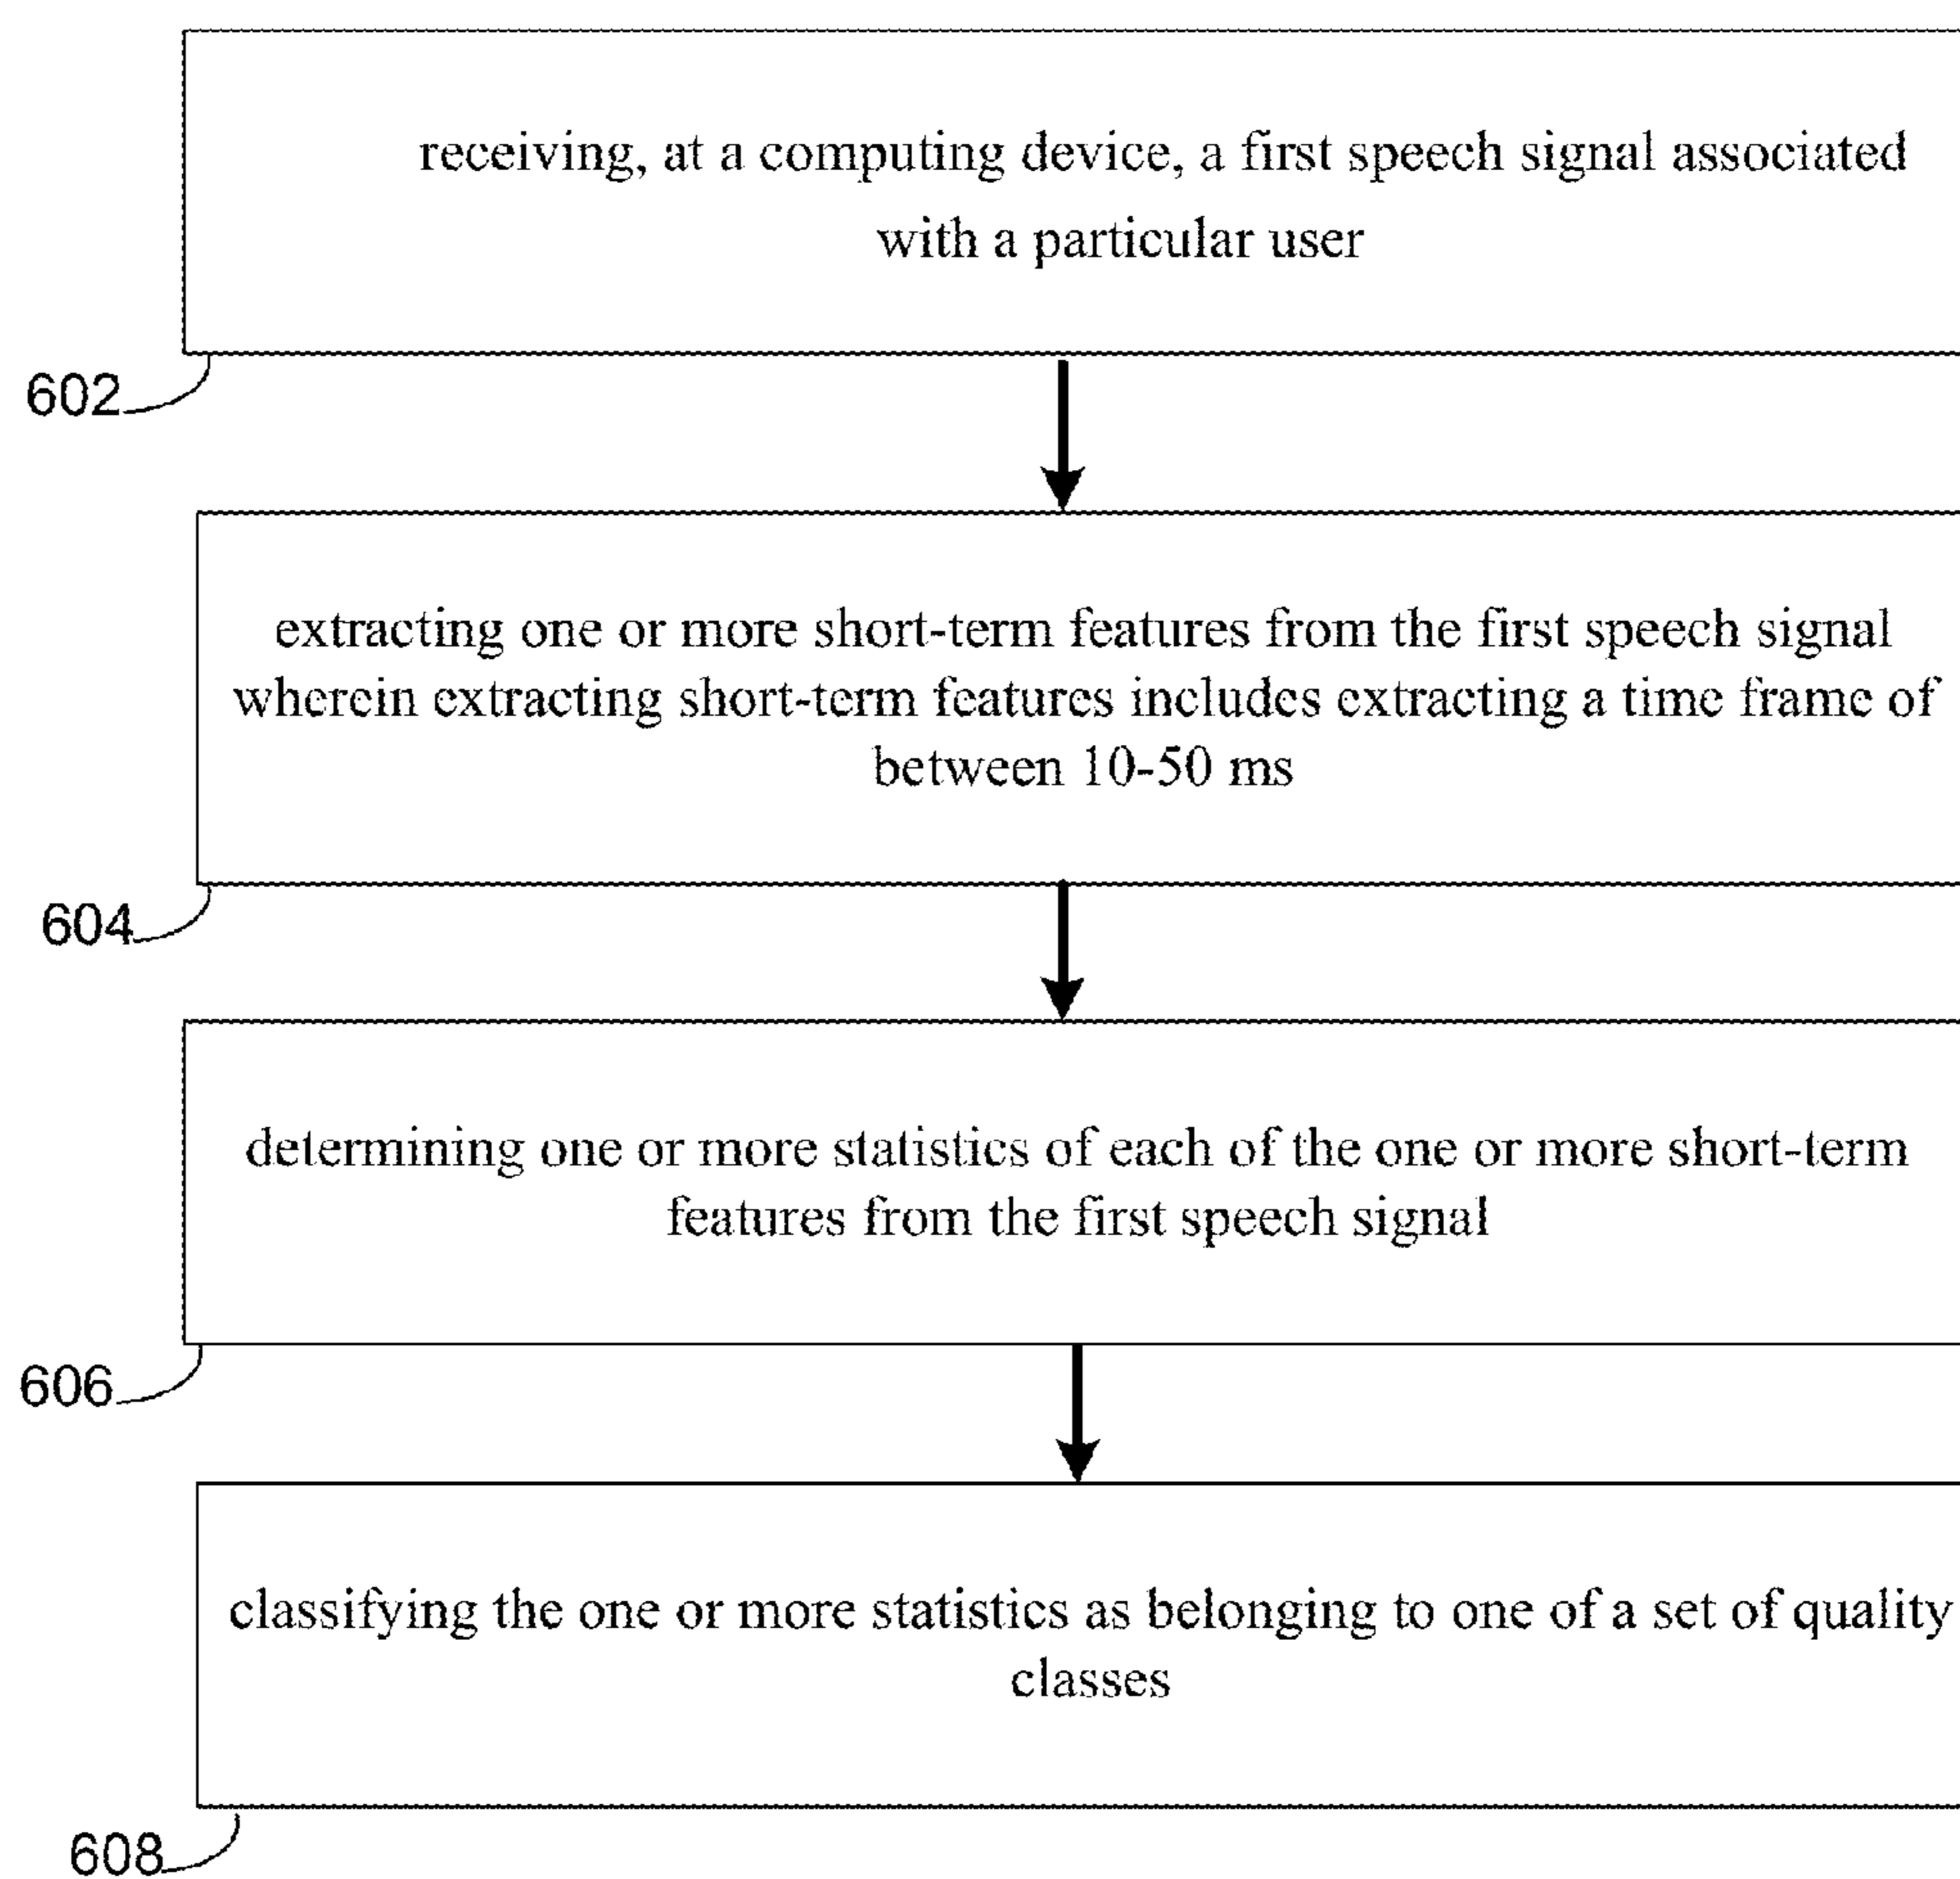 receiving, at a computing device, a first speech signal associated
with a particular user
602
extracting one or more short-term features from the first speech signal
wherein extracting short-term features includes extracting a time frame of
between 10-50 ms
604
determining one or more statistics of each of the one or more short-term
features from the first speech signal
606
classifying the one or more statistics as belonging to one of a set of quality
classes
608